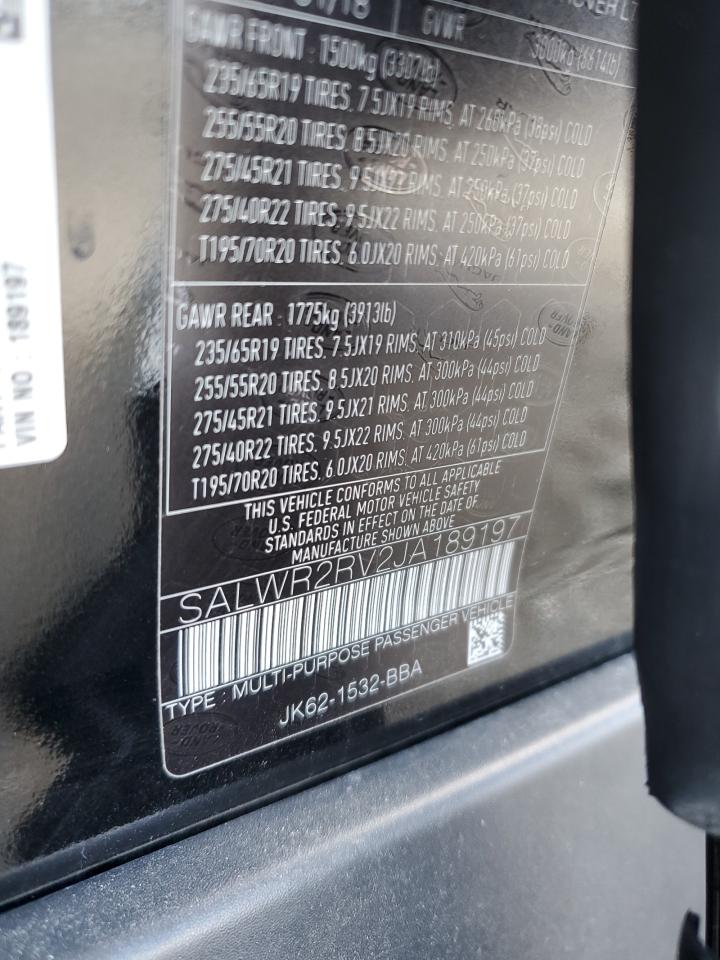 /18
GVWR 3000kg (6614lb)
GAWR FRONT : 1500kg (3307lb)
235/65R19 TIRES, 7.5JX19 RIMS, AT 260kPa (38psi) COLD
255/55R20 TIRES, 8.5JX20 RIMS, AT 250kPa (37psi) COLD
275/45R21 TIRES, 9.5JX21 RIMS, AT 250kPa (37psi) COLD
275/40R22 TIRES, 9.5JX22 RIMS, AT 250kPa (37psi) COLD
T195/70R20 TIRES, 6.0JX20 RIMS, AT 420kPa (61psi) COLD
GAWR REAR : 1775kg (3913lb)
235/65R19 TIRES, 7.5JX19 RIMS, AT 310kPa (45psi) COLD
255/55R20 TIRES, 8.5JX20 RIMS, AT 300kPa (44psi) COLD
275/45R21 TIRES, 9.5JX21 RIMS, AT 300kPa (44psi) COLD
275/40R22 TIRES, 9.5JX22 RIMS, AT 300kPa (44psi) COLD
T195/70R20 TIRES, 6.0JX20 RIMS, AT 420kPa (61psi) COLD
THIS VEHICLE CONFORMS TO ALL APPLICABLE
U.S. FEDERAL MOTOR VEHICLE SAFETY
STANDARDS IN EFFECT ON THE DATE OF
MANUFACTURE SHOWN ABOVE
SALWR2RV2JA189197
TYPE : MULTI-PURPOSE PASSENGER VEHICLE
JK62-1532-BBA
VIN NO : 189197